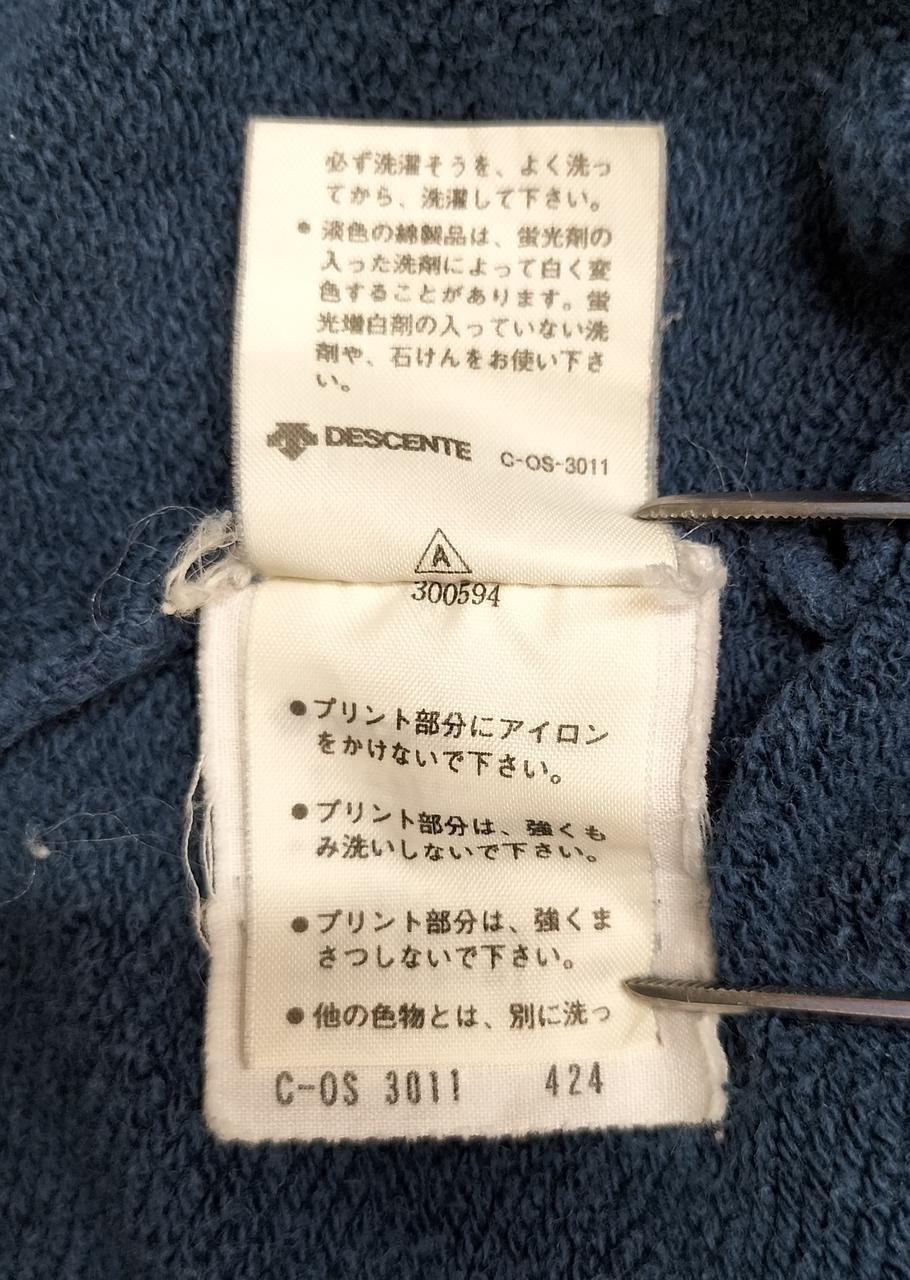 必ず洗濯そうを、よく洗っ
てから、洗濯して下さい。
● 淡色の綿製品は、蛍光剤の
入った洗剤によって白く変
色することがあります。蛍
光増白剤の入っていない洗
剤や、石けんをお使い下さ
い。
DESCENTE C-OS-3011
A
300594
●プリント部分にアイロン
をかけないで下さい。
●プリント部分は、強くも
み洗いしないで下さい。
●プリント部分は、強くま
さつしないで下さい。
●他の色物とは、別に洗っ
C-OS 3011 424